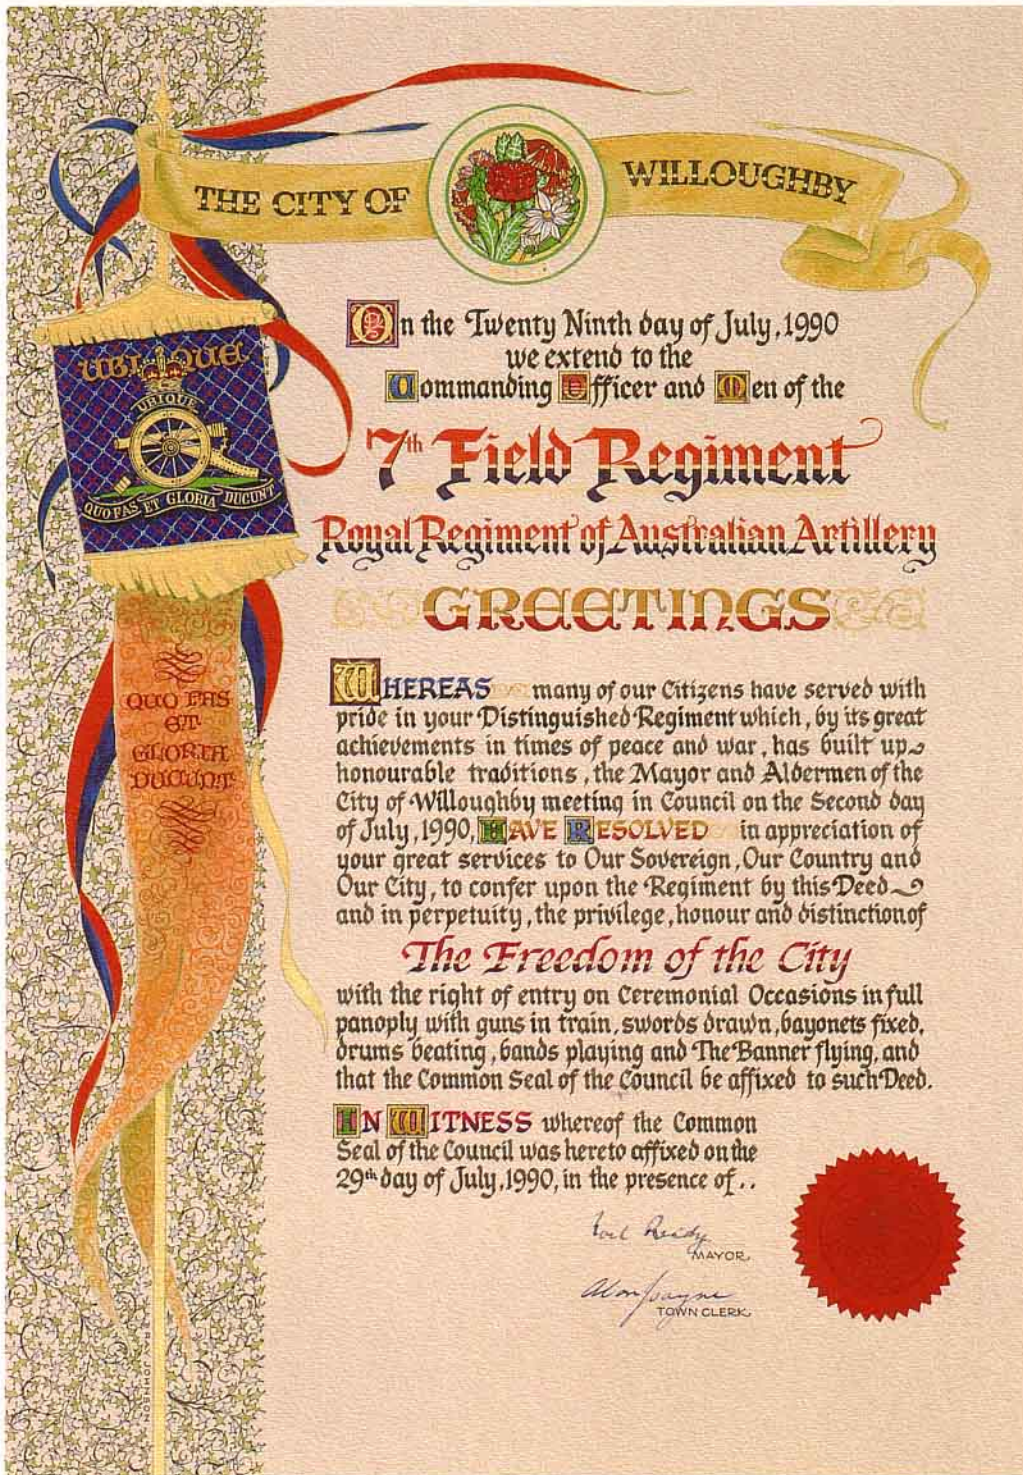 THE CITY OF WILLOUGHBY
On the Twenty Ninth day of July, 1990
we extend to the
Commanding Officer and Men of the
7th Field Regiment
Royal Regiment of Australian Artillery
GREETINGS
WHEREAS many of our Citizens have served with
pride in your Distinguished Regiment which, by its great
achievements in times of peace and war, has built up
honourable traditions, the Mayor and Aldermen of the
City of Willoughby meeting in Council on the Second day
of July, 1990, HAVE RESOLVED in appreciation of
your great services to Our Sovereign, Our Country and
Our City, to confer upon the Regiment by this Deed
and in perpetuity, the privilege, honour and distinction of
The Freedom of the City
with the right of entry on Ceremonial Occasions in full
panoply with guns in train, swords drawn, bayonets fixed,
drums beating, bands playing and The Banner flying, and
that the Common Seal of the Council be affixed to such Deed.
IN WITNESS whereof the Common
Seal of the Council was hereto affixed on the
29th day of July, 1990, in the presence of..
Reidy
MAYOR
TOWN CLERK
UBIQUE
UBIQUE
QUO FAS ET GLORIA DUCUNT
QUO FAS
ET
GLORIA
DUCUNT
RAY JOHNSON